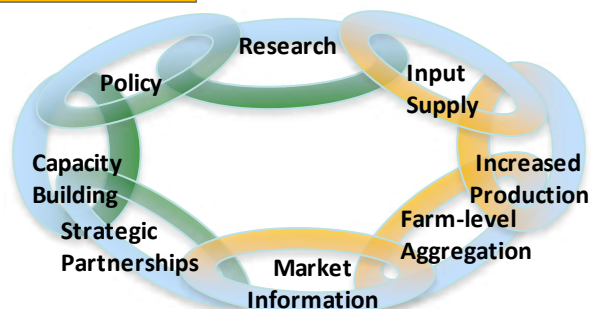 Research
Policy
Input
Supply
Capacity
Building
Increased
Production
Strategic
Partnerships
Farm-level
Aggregation
Market
Information